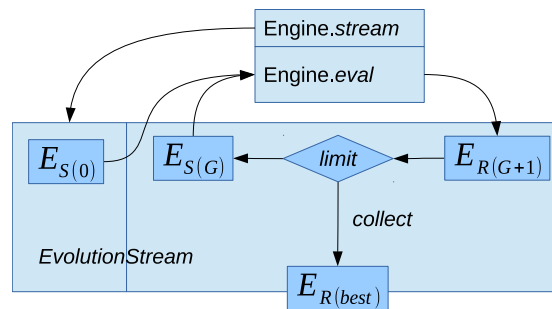 Engine.stream
Engine.eval
E_S(0)
E_S(G)
limit
E_R(G+1)
collect
EvolutionStream
E_R(best)